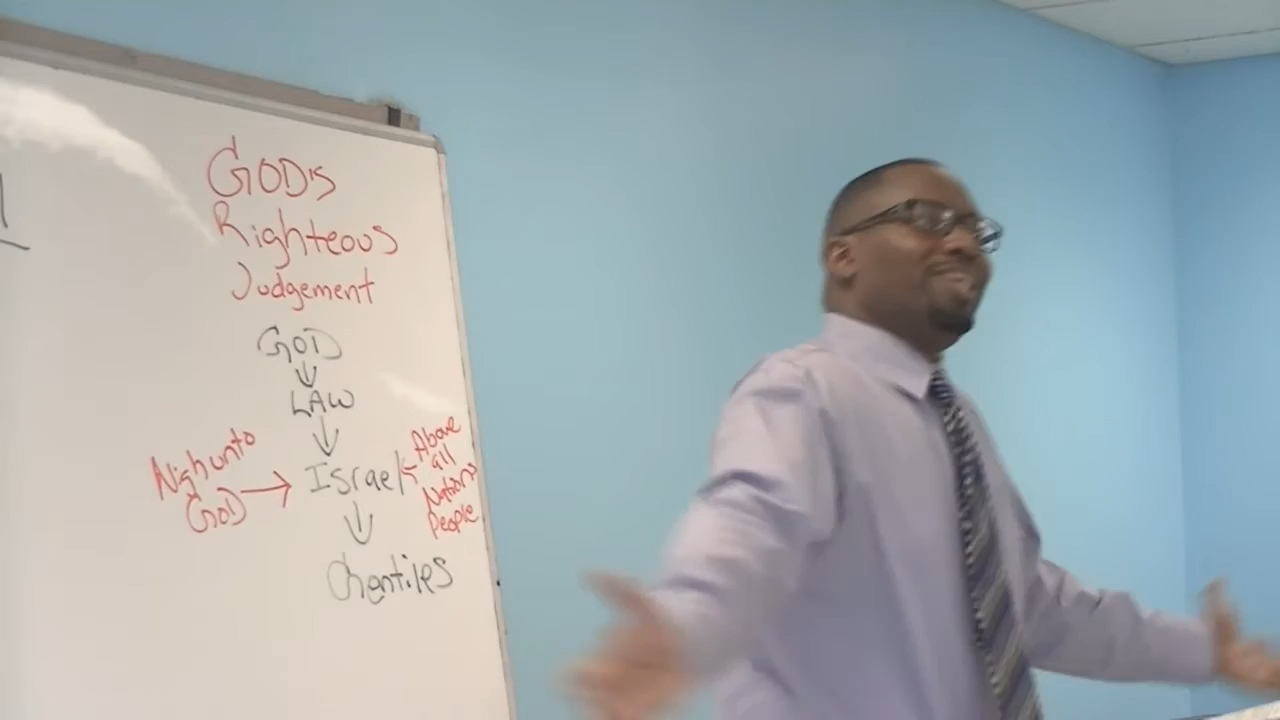 GOD's
Righteous
Judgement
GOD
LAW
Israel
Nigh unto
GOD
Above
all
Nations
People
Gentiles